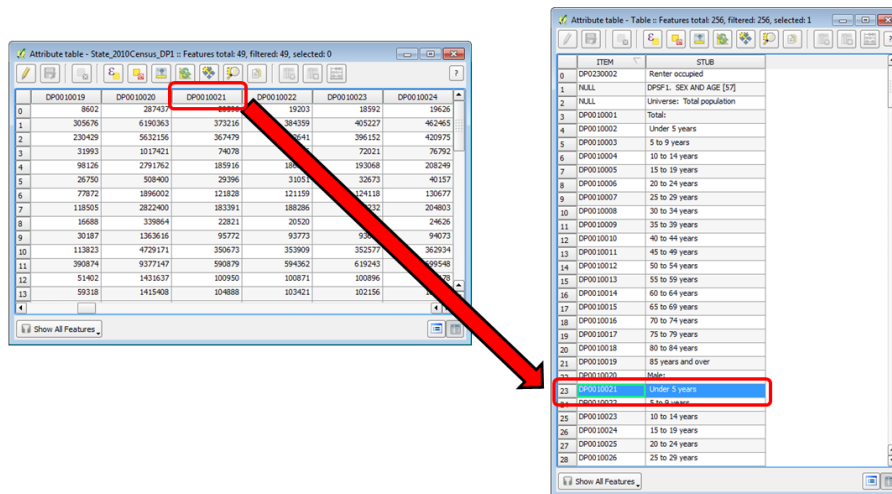 Attribute table - State_2010Census_DP1 :: Features total: 49, filtered: 49, selected: 0
?
DP0010019 DP0010020 DP0010021 DP0010022 DP0010023 DP0010024
0 8602 287437 19203 18592 19626
1 305676 6190363 373216 384359 405227 462465
2 230429 5632156 367479 396152 420975
3 31993 1017421 74078 72021 76792
4 98126 2791762 185916 193068 208249
5 26750 508400 29396 31051 32673 40157
6 77872 1896002 121828 121159 124118 130677
7 118505 2822400 183391 188286 204803
8 16688 339864 22821 20520 24626
9 30187 1363616 95772 93773 94073
10 113823 4729171 350673 353909 352577 362934
11 390874 9377147 590879 594362 619243
12 51402 1431637 100950 100871 100896
13 59318 1415408 104888 103421 102156
Show All Features
Attribute table - Table :: Features total: 256, filtered: 256, selected: 1
?
ITEM STUB
0 DP0230002 Renter occupied
1 NULL DPSF1. SEX AND AGE [57]
2 NULL Universe: Total population
3 DP0010001 Total:
4 DP0010002 Under 5 years
5 DP0010003 5 to 9 years
6 DP0010004 10 to 14 years
7 DP0010005 15 to 19 years
8 DP0010006 20 to 24 years
9 DP0010007 25 to 29 years
10 DP0010008 30 to 34 years
11 DP0010009 35 to 39 years
12 DP0010010 40 to 44 years
13 DP0010011 45 to 49 years
14 DP0010012 50 to 54 years
15 DP0010013 55 to 59 years
16 DP0010014 60 to 64 years
17 DP0010015 65 to 69 years
18 DP0010016 70 to 74 years
19 DP0010017 75 to 79 years
20 DP0010018 80 to 84 years
21 DP0010019 85 years and over
22 DP0010020 Male:
23 DP0010021 Under 5 years
24 DP0010022 5 to 9 years
25 DP0010023 10 to 14 years
26 DP0010024 15 to 19 years
27 DP0010025 20 to 24 years
28 DP0010026 25 to 29 years
Show All Features